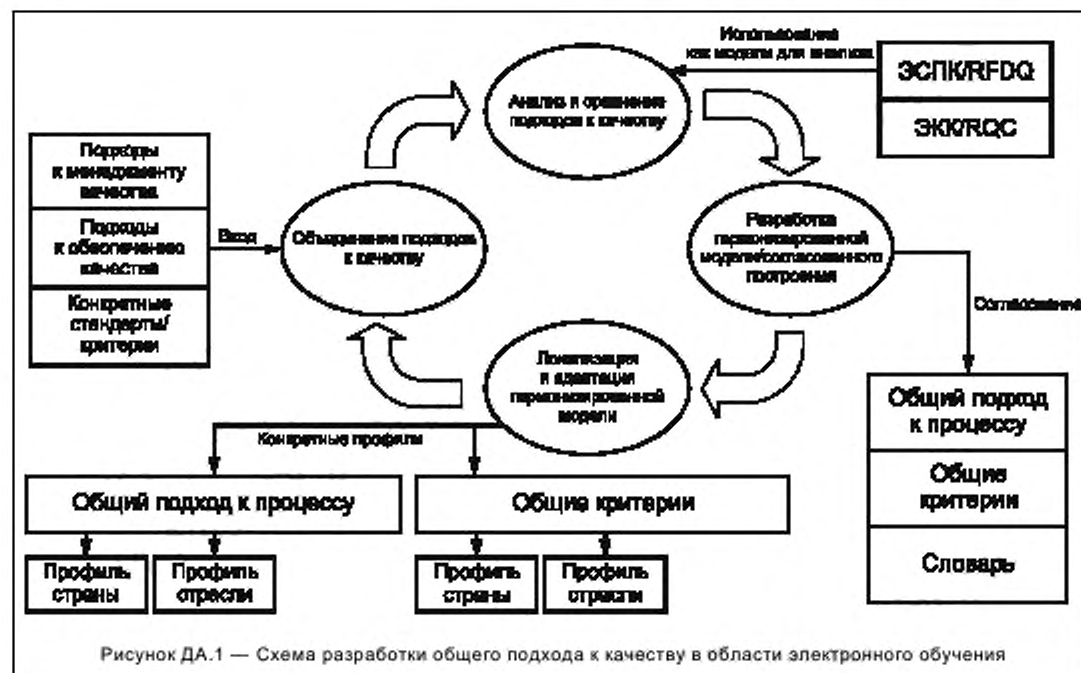 Использование
как модели для анализа
ЭСПК/RFDQ
ЭКК/RQC
Анализ и сравнение
подходов к качеству
Подходы
к менеджменту
качества
Подходы
к обеспечению
качества
Конкретные
стандарты/
критерии
Вход
Объединение подходов
к качеству
Разработка
гармонизированной
модели/согласованного
построения
Согласование
Локализация
и адаптация
гармонизированной
модели
Конкретные профили
Общий подход к процессу
Общие критерии
Профиль
страны
Профиль
отрасли
Профиль
страны
Профиль
отрасли
Общий подход
к процессу
Общие
критерии
Словарь
Рисунок ДА.1 — Схема разработки общего подхода к качеству в области электронного обучения